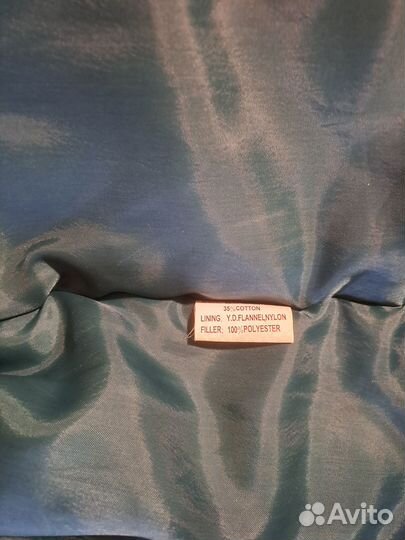 35%COTTON
LINING: Y.D.FLANNEL,NYLON
FILLER: 100%POLYESTER
Avito